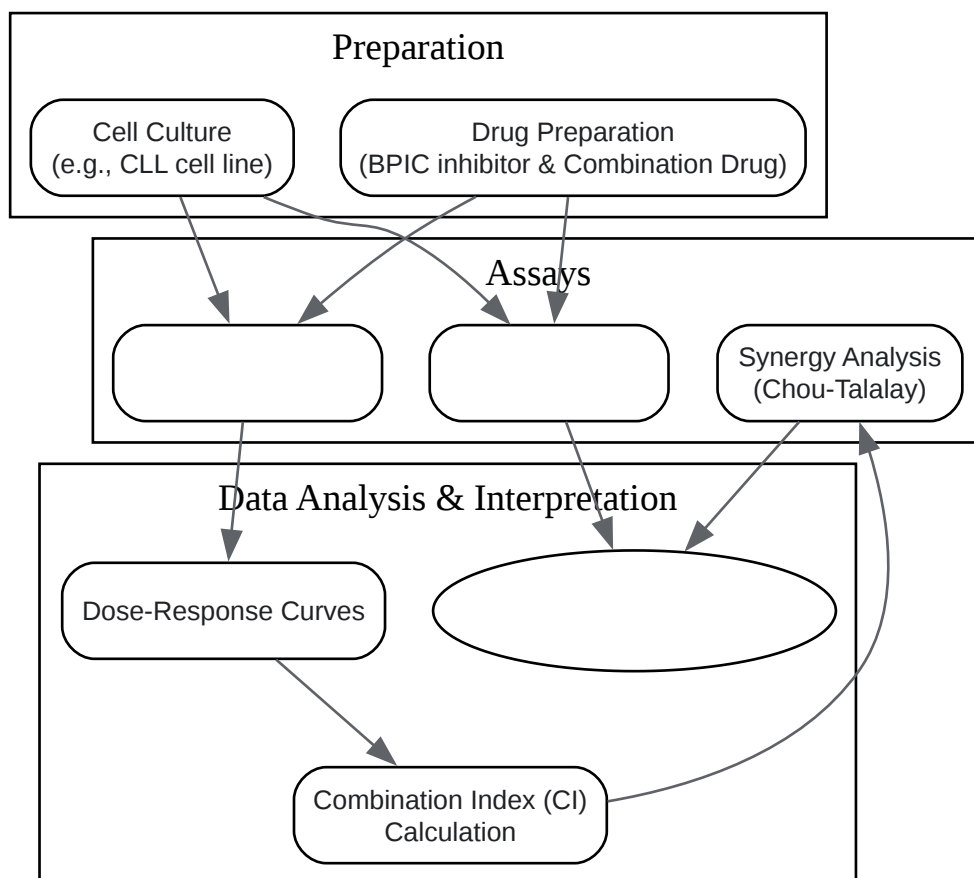 Preparation
Cell Culture
(e.g., CLL cell line)
Drug Preparation
(BPIC inhibitor & Combination Drug)
Assays
Synergy Analysis
(Chou-Talalay)
Data Analysis & Interpretation
Dose-Response Curves
Combination Index (CI)
Calculation